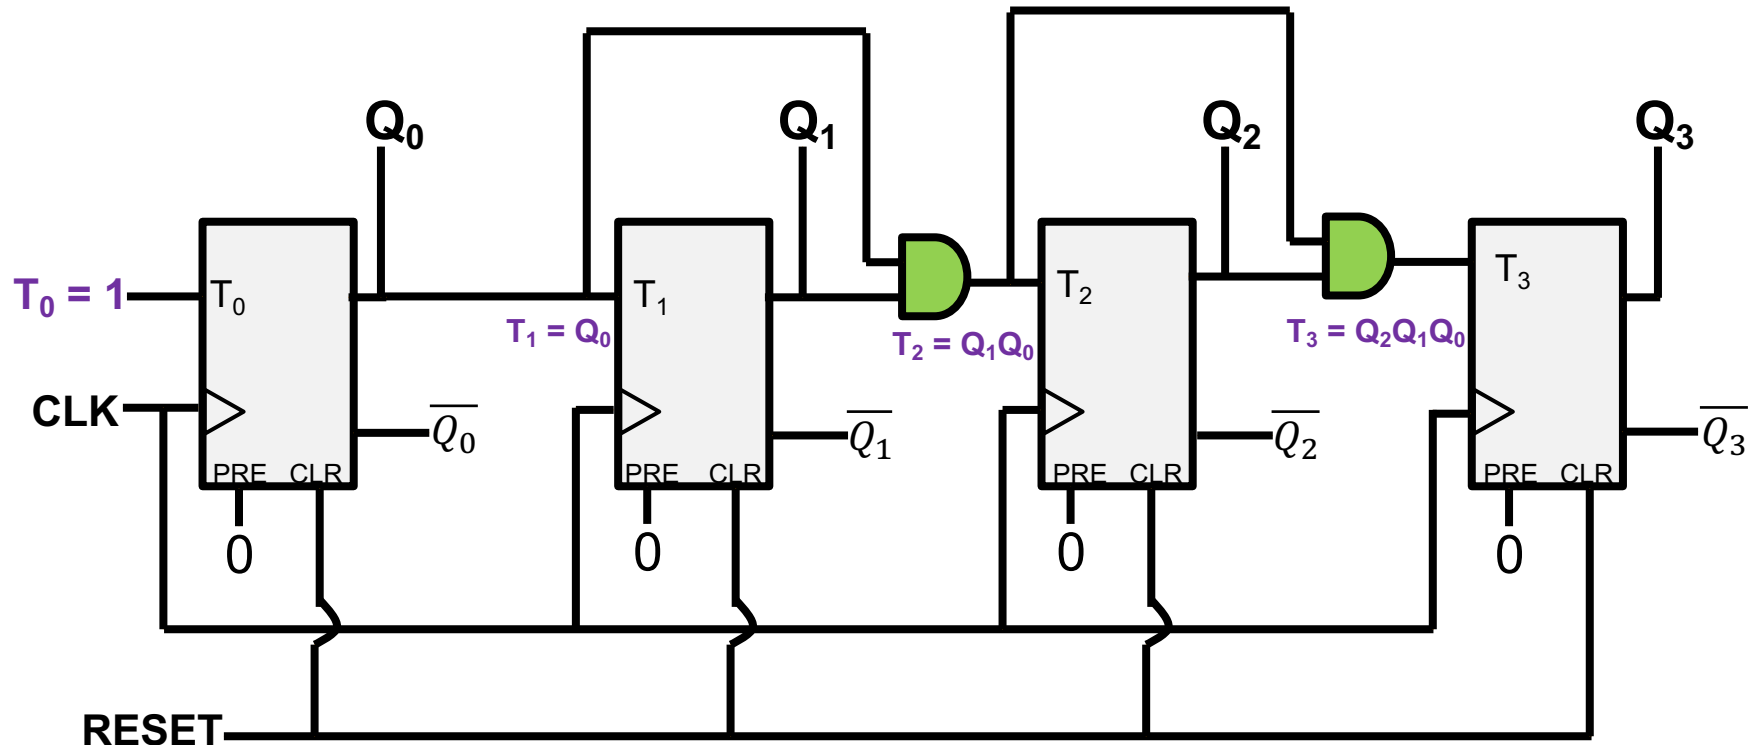 Q₀
Q₁
Q₂
Q₃
T₀ = 1
T₀
T₁
T₂
T₃
T₁ = Q₀
T₂ = Q₁Q₀
T₃ = Q₂Q₁Q₀
CLK
Q̅₀
Q̅₁
Q̅₂
Q̅₃
PRE CLR
PRE CLR
PRE CLR
PRE CLR
0
0
0
0
RESET